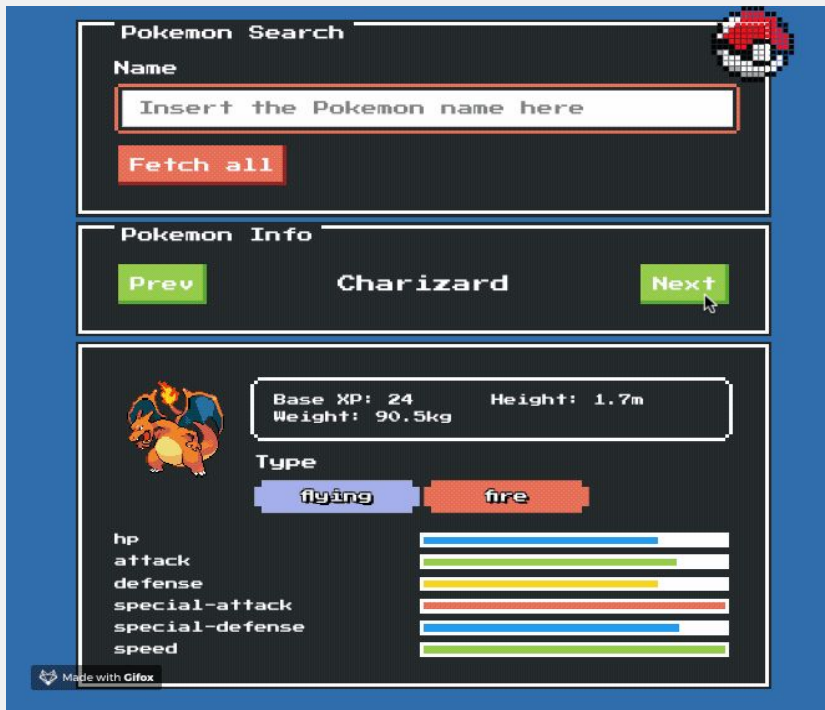 Pokemon Search
Name
Insert the Pokemon name here
Fetch all
Pokemon Info
Prev
Charizard
Next
Base XP: 24 Height: 1.7m
Weight: 90.5kg
Type
flying fire
hp
attack
defense
special-attack
special-defense
speed
Made with Gifox